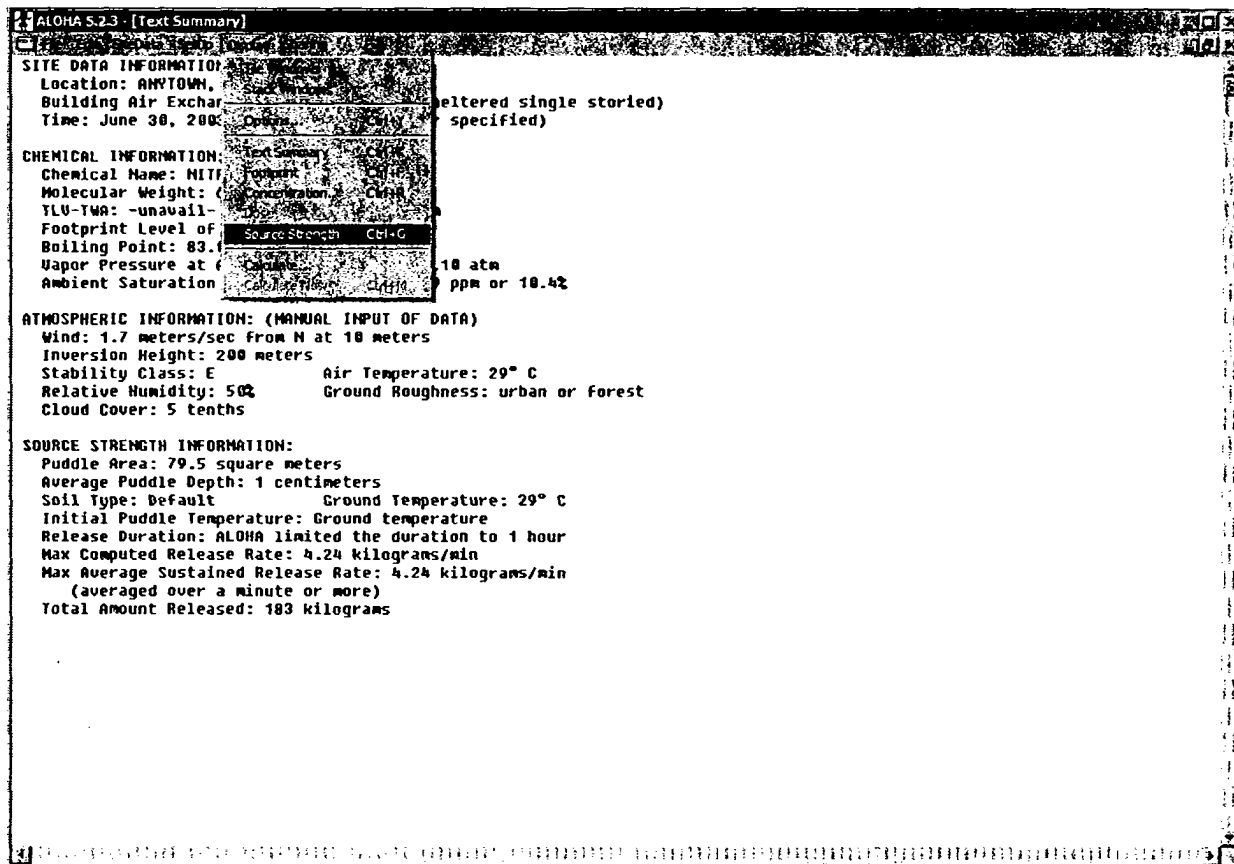 ALOHA 5.2.3 - [Text Summary]
SITE DATA INFORMATION
Location: ANYTOWN,
Building Air Exchan eltered single storied)
Time: June 30, 200 specified)
Options... Ctrl+Y
CHEMICAL INFORMATION:
Text Summary
Chemical Name: NIT
Footprint
Molecular Weight:
Concentration...
TLV-TWA: -unavail-
Footprint Level of
Source Strength Ctrl+G
Boiling Point: 83.
Vapor Pressure at .10 atm
Calculate...
Ambient Saturation ppm or 10.4%
ATMOSPHERIC INFORMATION: (MANUAL INPUT OF DATA)
Wind: 1.7 meters/sec from N at 10 meters
Inversion Height: 200 meters
Stability Class: E Air Temperature: 29° C
Relative Humidity: 50% Ground Roughness: urban or forest
Cloud Cover: 5 tenths
SOURCE STRENGTH INFORMATION:
Puddle Area: 79.5 square meters
Average Puddle Depth: 1 centimeters
Soil Type: Default Ground Temperature: 29° C
Initial Puddle Temperature: Ground temperature
Release Duration: ALOHA limited the duration to 1 hour
Max Computed Release Rate: 4.24 kilograms/min
Max Average Sustained Release Rate: 4.24 kilograms/min
(averaged over a minute or more)
Total Amount Released: 183 kilograms